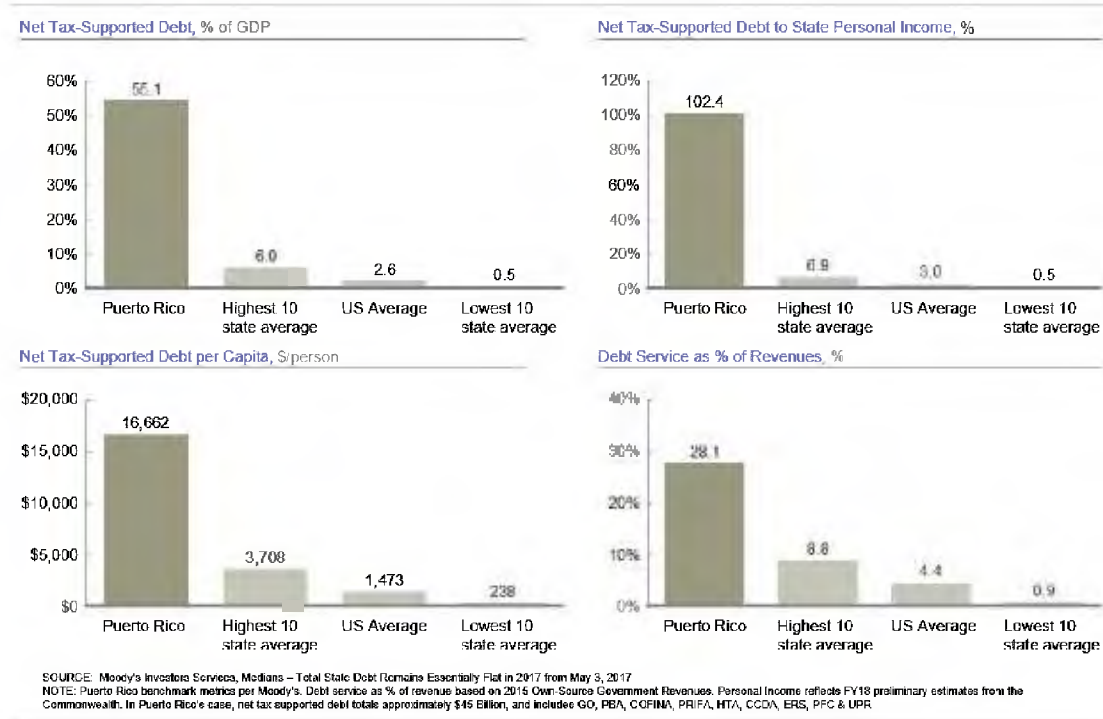 Net Tax-Supported Debt, % of GDP
60%
50%
40%
30%
20%
10%
0%
55.1
6.0
2.6
0.5
Puerto Rico
Highest 10
state average
US Average
Lowest 10
state average
Net Tax-Supported Debt to State Personal Income, %
120%
100%
80%
60%
40%
20%
0%
102.4
6.9
3.0
0.5
Puerto Rico
Highest 10
state average
US Average
Lowest 10
state average
Net Tax-Supported Debt per Capita, $/person
$20,000
$15,000
$10,000
$5,000
$0
16,662
3,708
1,473
238
Puerto Rico
Highest 10
state average
US Average
Lowest 10
state average
Debt Service as % of Revenues, %
40%
30%
20%
10%
0%
28.1
8.8
4.4
0.9
Puerto Rico
Highest 10
state average
US Average
Lowest 10
state average
SOURCE: Moody's Investors Services, Medians – Total State Debt Remains Essentially Flat in 2017 from May 3, 2017
NOTE: Puerto Rico benchmark metrics per Moody's. Debt service as % of revenue based on 2015 Own-Source Government Revenues. Personal Income reflects FY18 preliminary estimates from the
Commonwealth. In Puerto Rico's case, net tax supported debt totals approximately $45 Billion, and includes GO, PBA, COFINA, PRIFA, HTA, CCDA, ERS, PFC & UPR